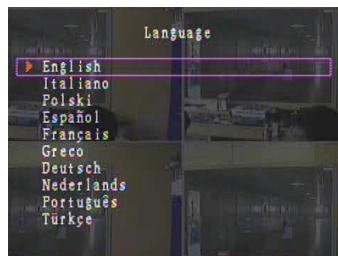 Language
English
Italiano
Polski
Español
Français
Greco
Deutsch
Nederlands
Português
Türkçe